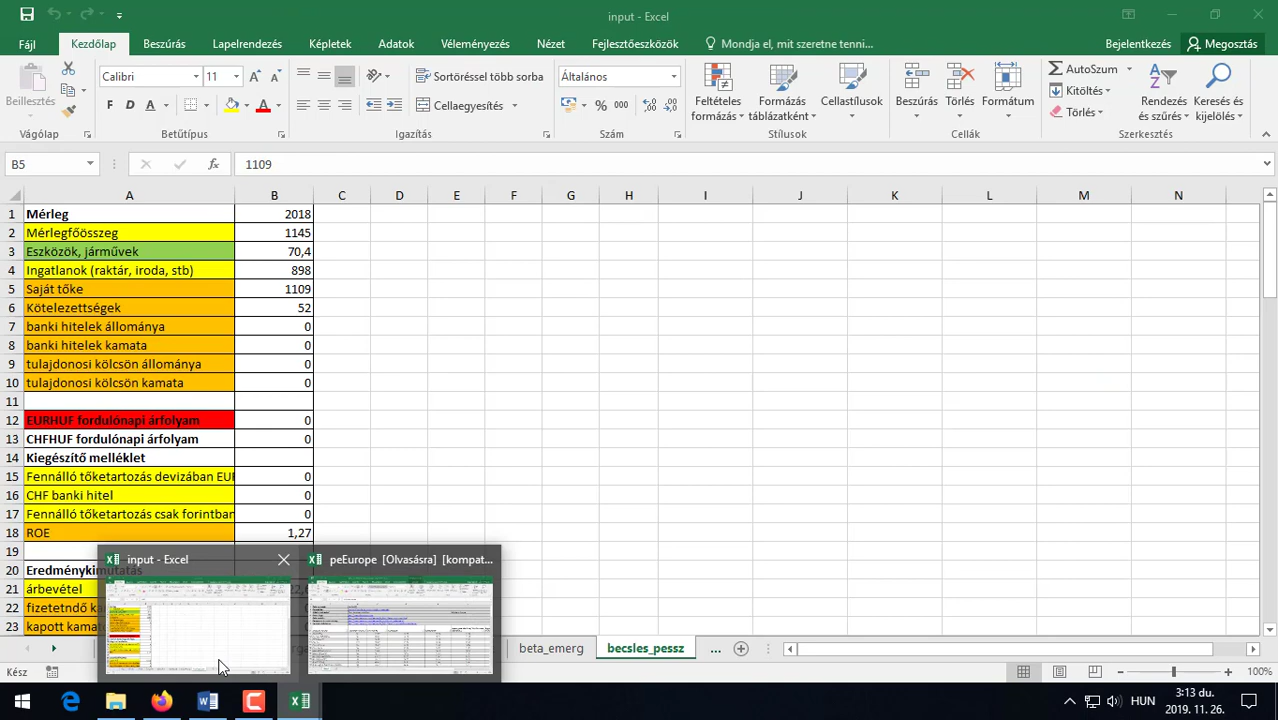 input - Excel
Fájl Kezdőlap Beszúrás Lapelrendezés Képletek Adatok Véleményezés Nézet Fejlesztőeszközök Mondja el, mit szeretne tenni... Bejelentkezés Megosztás
Beillesztés
Calibri 11
F D A
Sortöréssel több sorba
Cellaegyesítés
Általános
% 000
Feltételes formázás
Formázás táblázatként
Cellastílusok
Beszúrás
Törlés
Formátum
AutoSzum
Kitöltés
Törlés
Rendezés és szűrés
Keresés és kijelölés
Vágólap Betűtípus Igazítás Szám Stílusok Cellák Szerkesztés
B5 fx 1109
A B C D E F G H I J K L M N
1 Mérleg 2018
2 Mérlegfőösszeg 1145
3 Eszközök, járművek 70,4
4 Ingatlanok (raktár, iroda, stb) 898
5 Saját tőke 1109
6 Kötelezettségek 52
7 banki hitelek állománya 0
8 banki hitelek kamata 0
9 tulajdonosi kölcsön állománya 0
10 tulajdonosi kölcsön kamata 0
11
12 EURHUF fordulónapi árfolyam 0
13 CHFHUF fordulónapi árfolyam 0
14 Kiegészítő melléklet
15 Fennálló tőketartozás devizában EU 0
16 CHF banki hitel 0
17 Fennálló tőketartozás csak forintban 0
18 ROE 1,27
19
20 Eredménykimutatás
21 árbevétel
22 fizetetndő k
23 kapott kamat
input - Excel
peEurope [Olvasásra] [kompat...
beta_emerg becsles_pessz ...
Kész 100%
HUN 3:13 du.
2019. 11. 26.